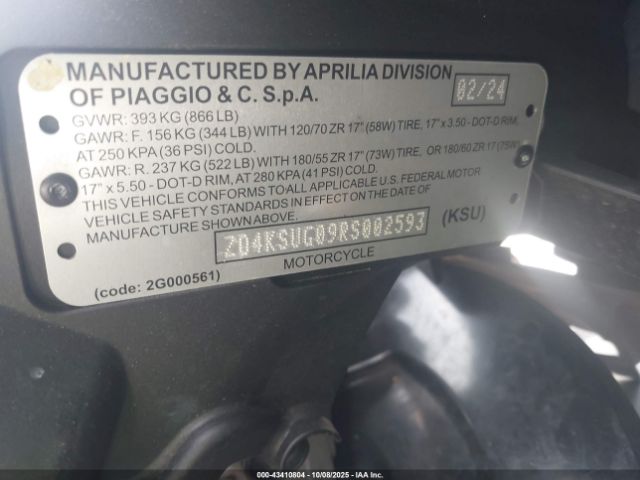 MANUFACTURED BY APRILIA DIVISION 02/24
OF PIAGGIO & C. S.p.A.
GVWR: 393 KG (866 LB)
GAWR: F. 156 KG (344 LB) WITH 120/70 ZR 17" (58W) TIRE, 17" x 3.50 - DOT-D RIM,
AT 250 KPA (36 PSI) COLD.
GAWR: R. 237 KG (522 LB) WITH 180/55 ZR 17" (73W) TIRE, OR 180/60 ZR 17 (75W)
17" x 5.50 - DOT-D RIM, AT 280 KPA (41 PSI) COLD.
THIS VEHICLE CONFORMS TO ALL APPLICABLE U.S. FEDERAL MOTOR
VEHICLE SAFETY STANDARDS IN EFFECT ON THE DATE OF
MANUFACTURE SHOWN ABOVE.
ZD4KSUG09RS002593 (KSU)
MOTORCYCLE
(code: 2G000561)
000-43410804 - 10/08/2025 - IAA Inc.